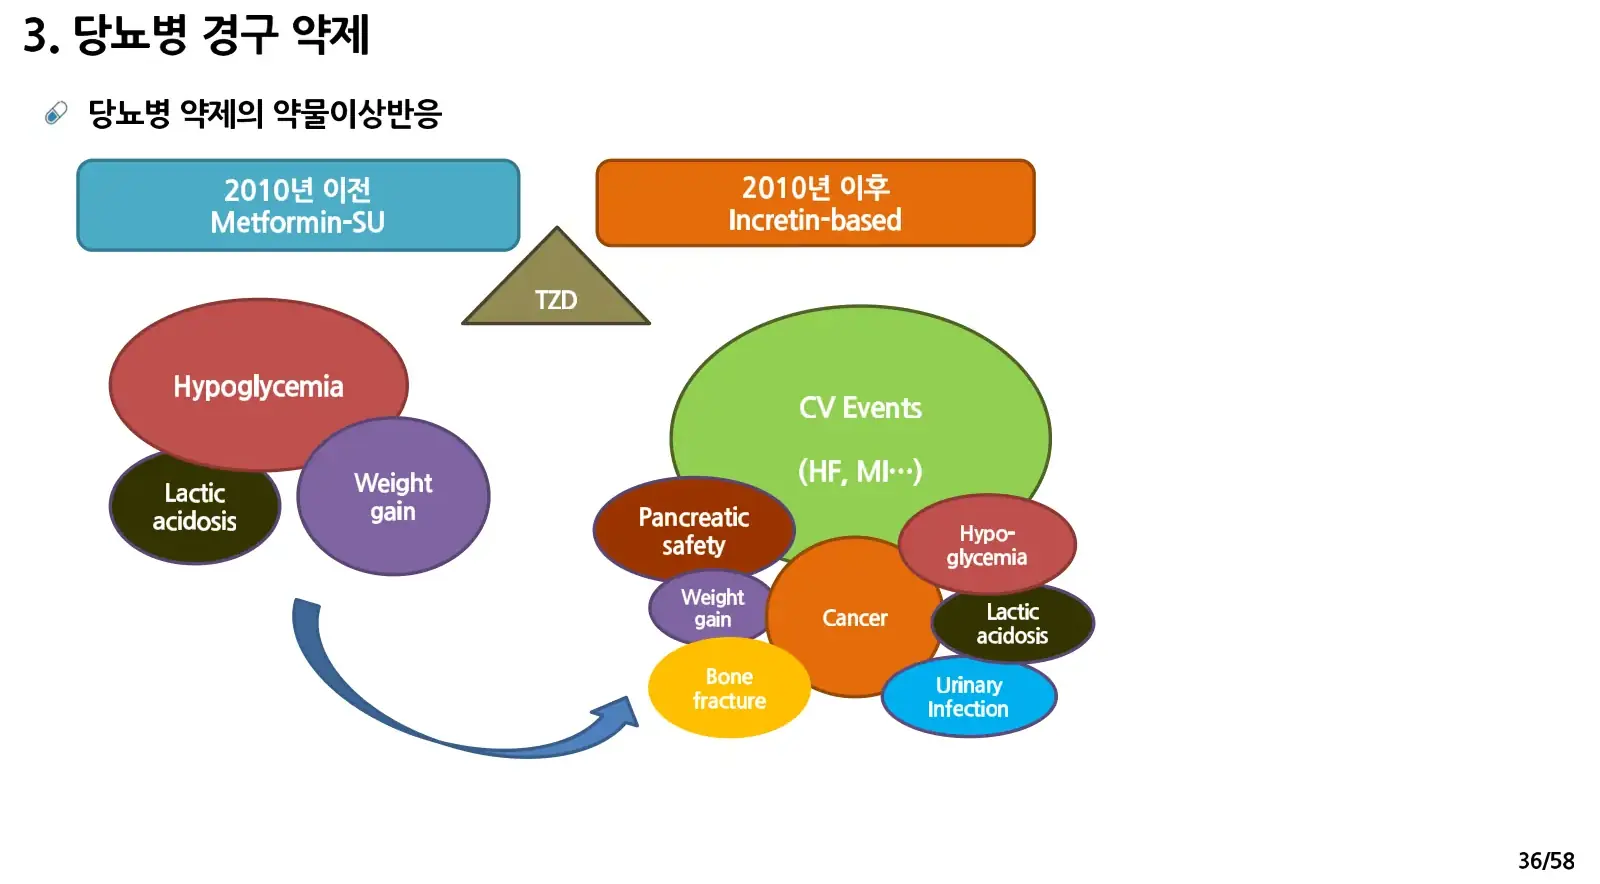 3. 당뇨병 경구 약제
당뇨병 약제의 약물이상반응
2010년 이전
Metformin-SU
2010년 이후
Incretin-based
TZD
Hypoglycemia
Lactic
acidosis
Weight
gain
CV Events
(HF, MI⋯)
Pancreatic
safety
Hypo-
glycemia
Weight
gain
Cancer
Lactic
acidosis
Bone
fracture
Urinary
Infection
36/58